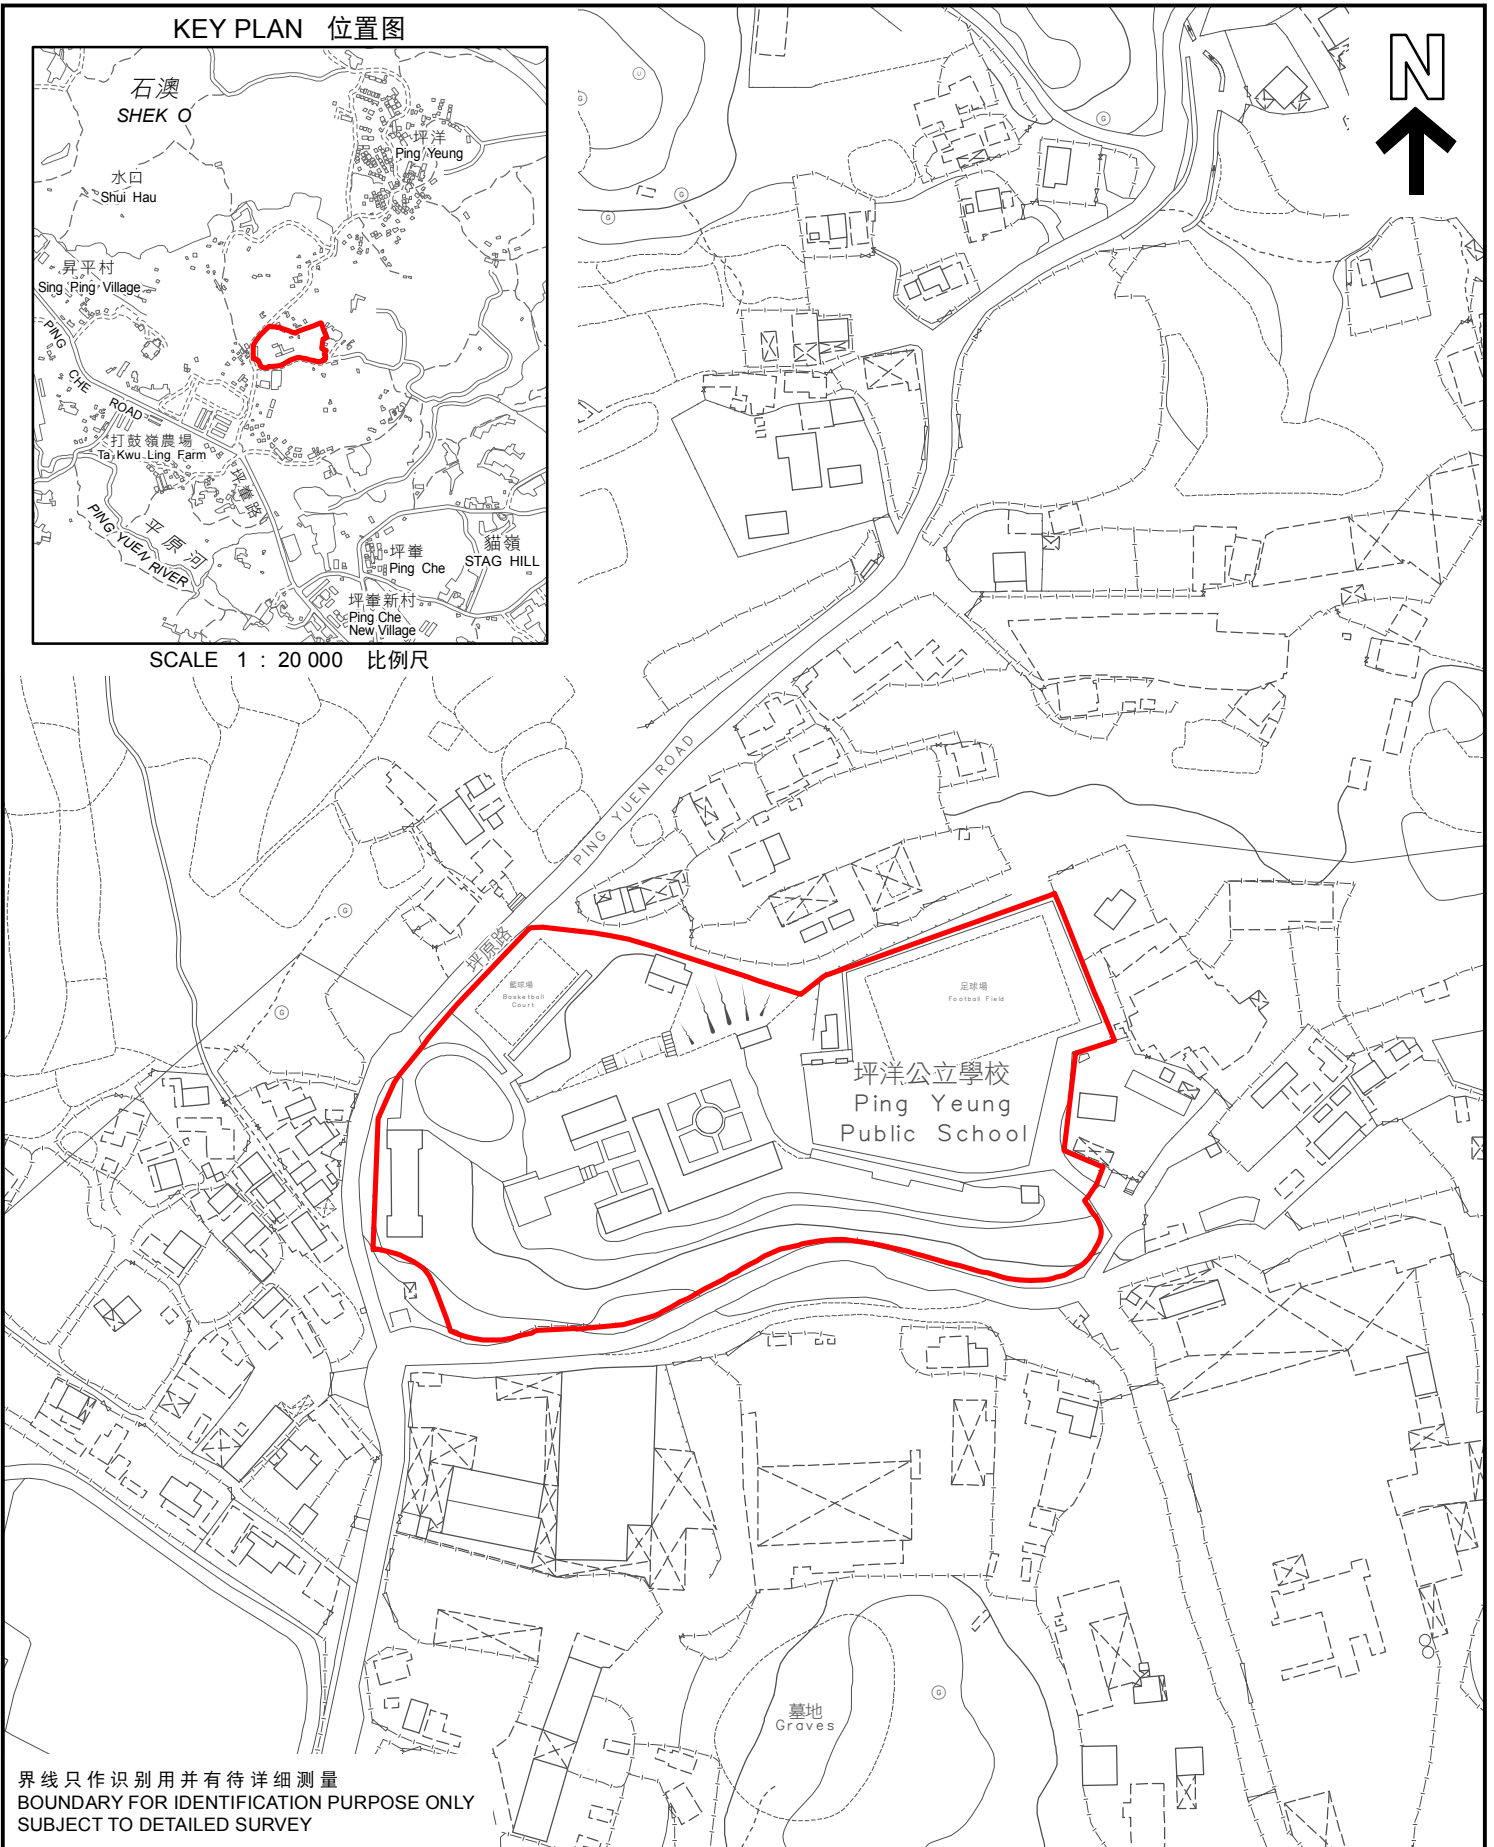 KEY PLAN 位置图
石澳
SHEK O
坪洋
Ping Yeung
水口
Shui Hau
昇平村
Sing Ping Village
PING CHE ROAD
打鼓嶺農場
Ta Kwu Ling Farm
坪輋路
平原河
PING YUEN RIVER
坪輋
Ping Che
貓嶺
STAG HILL
坪輋新村
Ping Che
New Village
SCALE 1 : 20 000 比例尺
N
PING YUEN ROAD
坪原路
籃球場
Basketball
Court
足球場
Football Field
坪洋公立學校
Ping Yeung
Public School
墓地
Graves
U
G
G
G
G
G
G
G
界线只作识别用并有待详细测量
BOUNDARY FOR IDENTIFICATION PURPOSE ONLY
SUBJECT TO DETAILED SURVEY